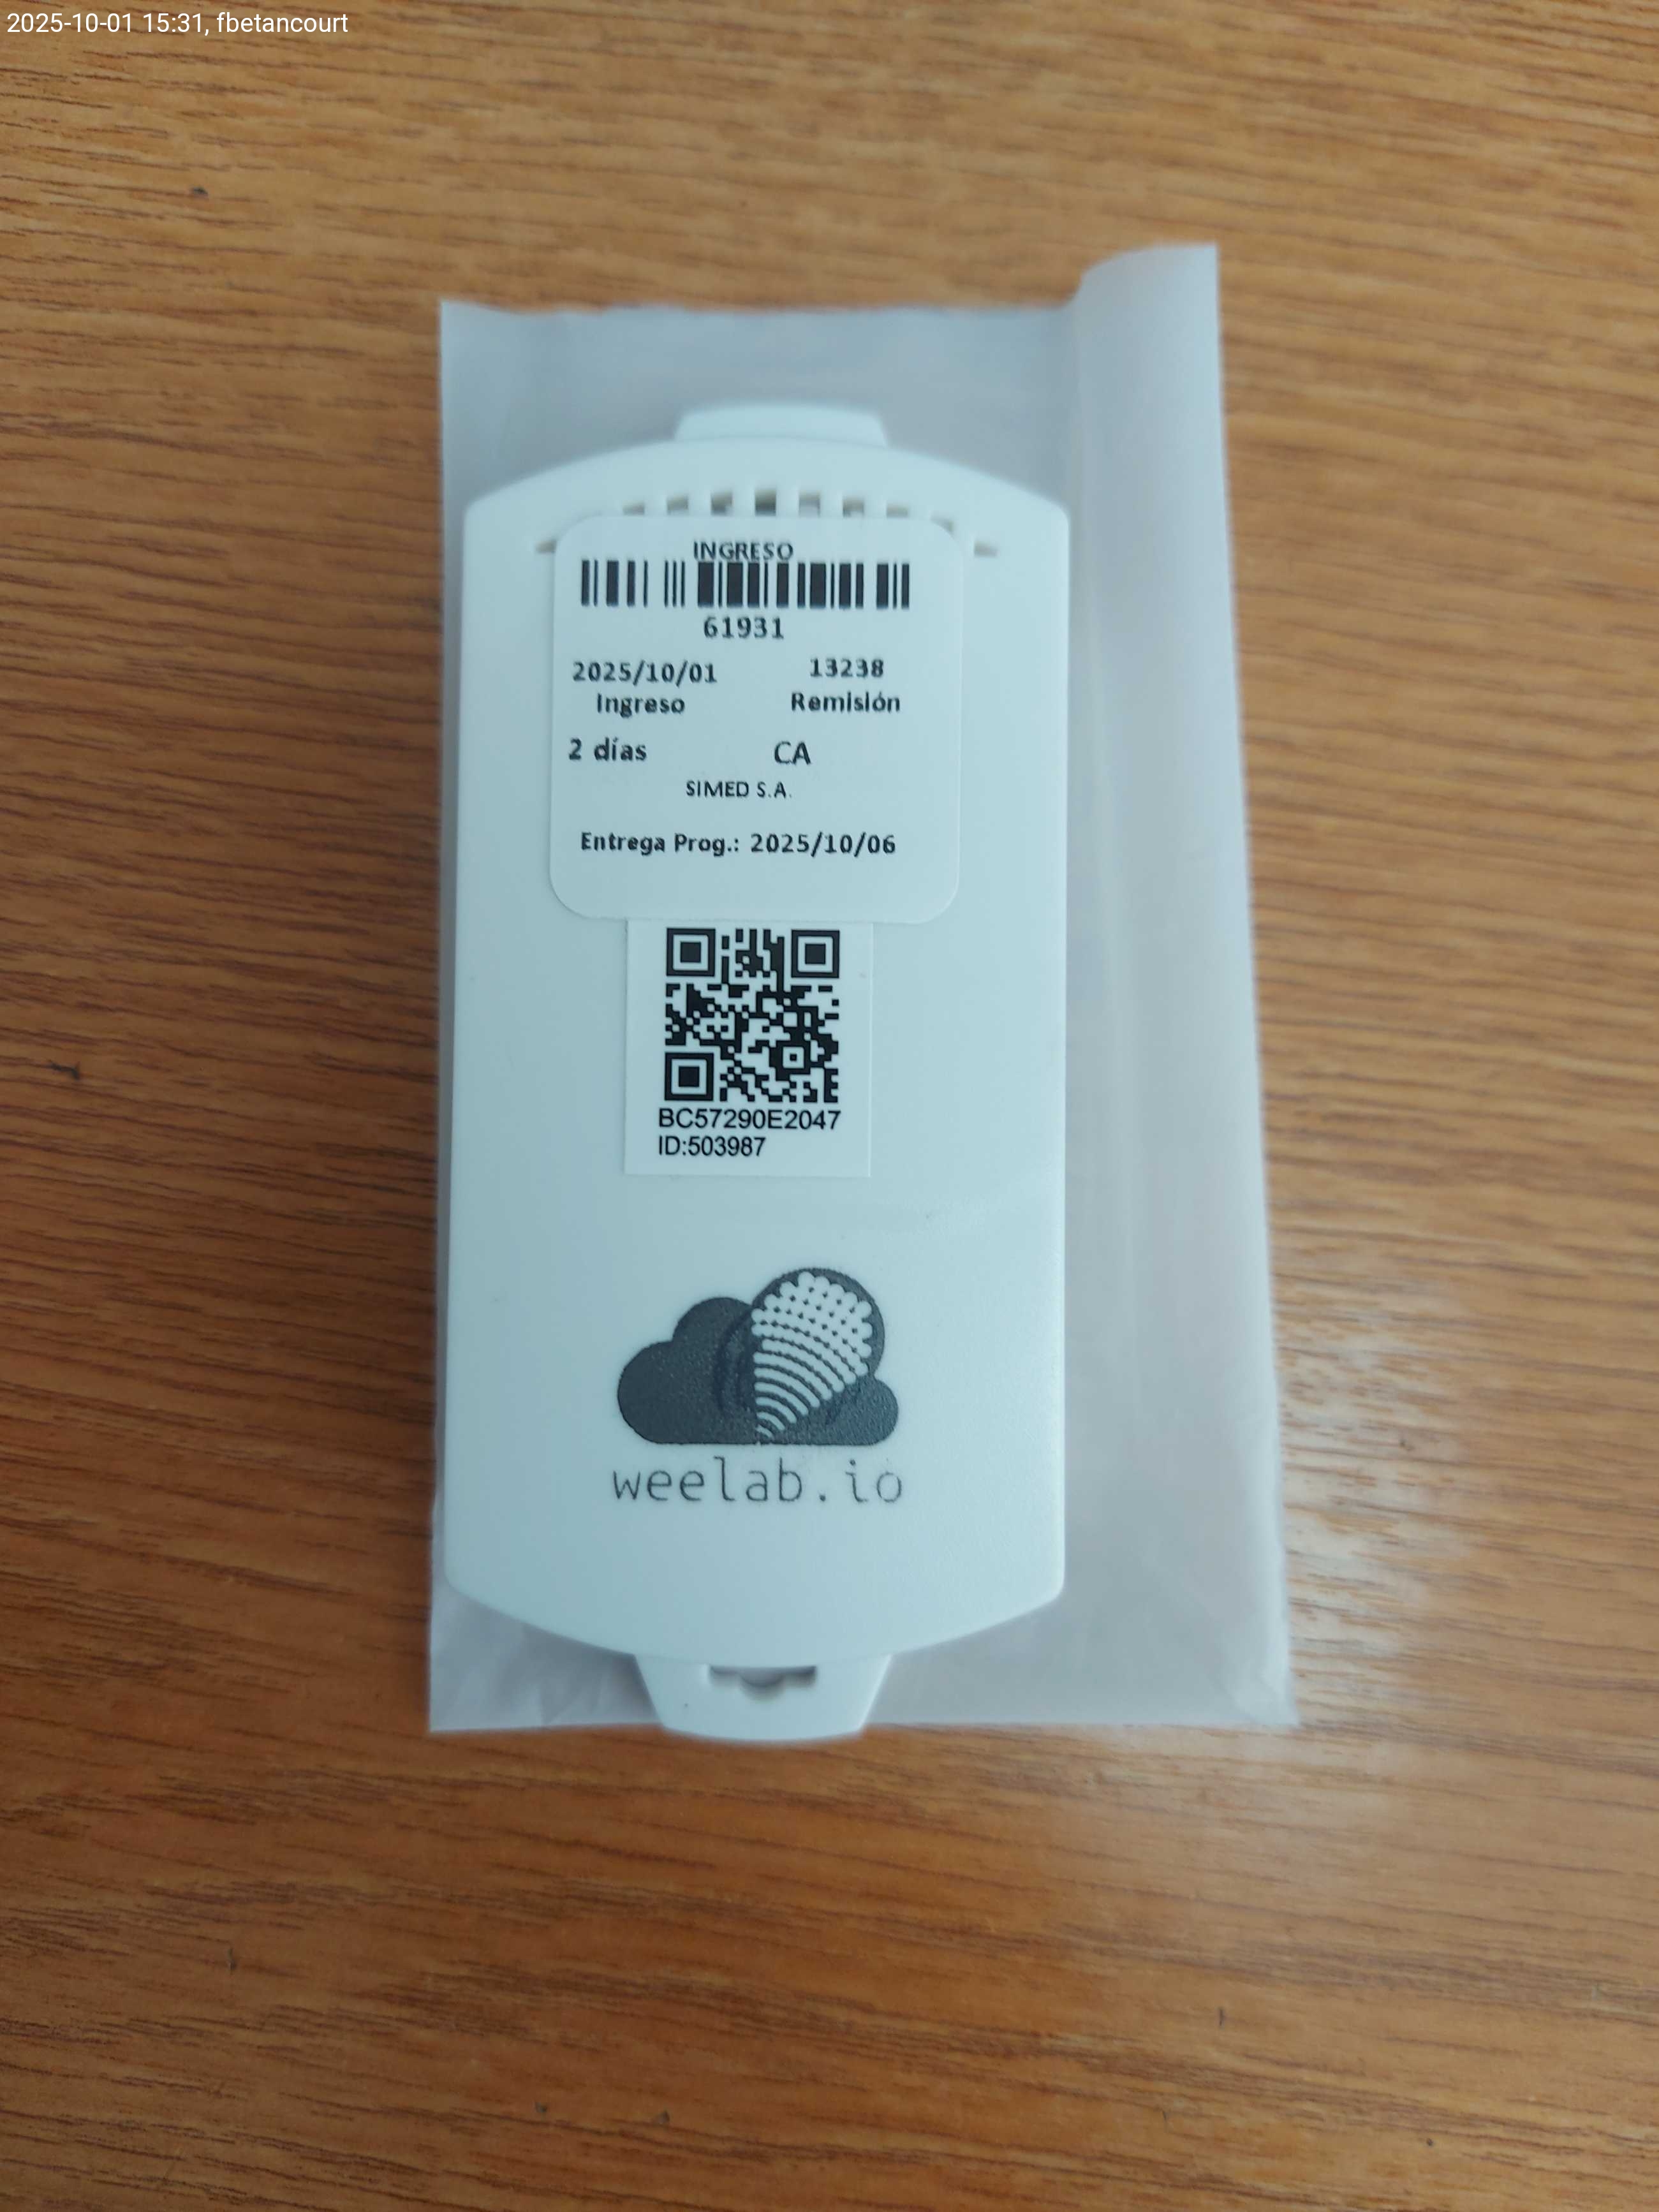 2025-10-01 15:31, fbetancourt
INGRESO
61931
2025/10/01 13238
Ingreso Remisión
2 días CA
SIMED S.A.
Entrega Prog.: 2025/10/06
BC57290E2047
ID:503987
weelab.io